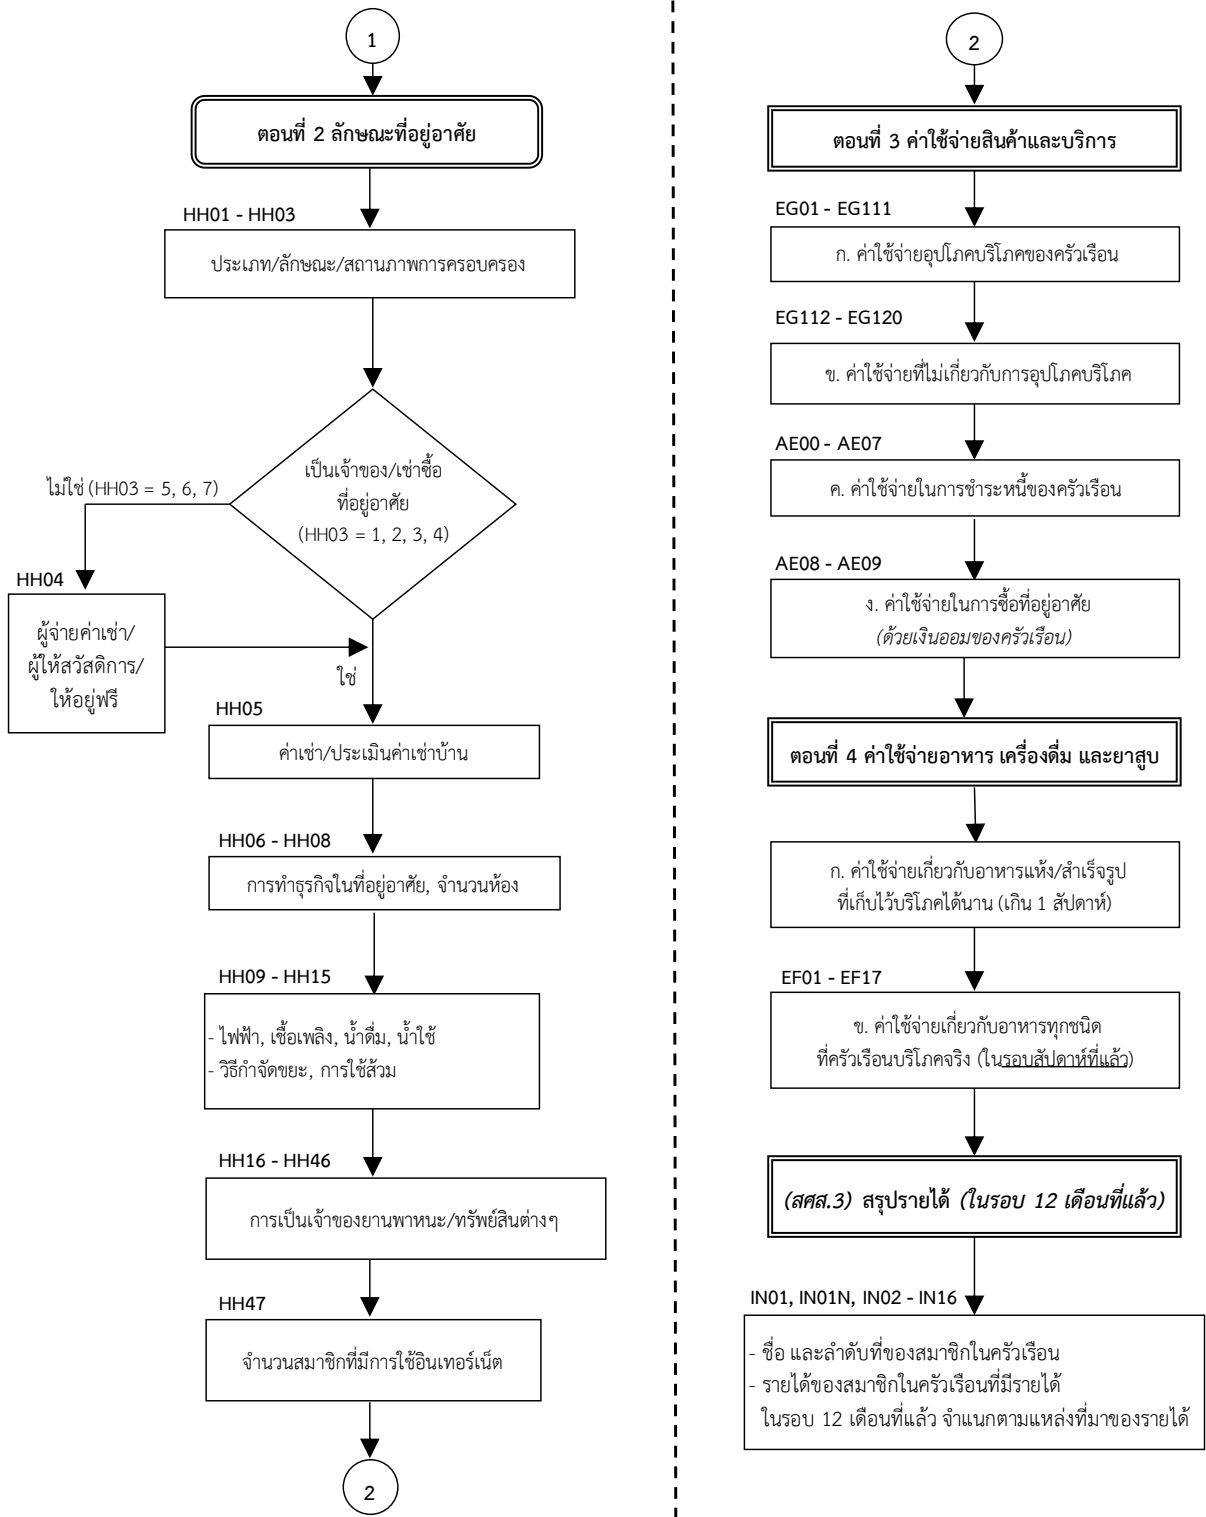 1
ตอนที่ 2 ลักษณะที่อยู่อาศัย
HH01 - HH03
ประเภท/ลักษณะ/สถานภาพการครอบครอง
เป็นเจ้าของ/เช่าซื้อ
ที่อยู่อาศัย
(HH03 = 1, 2, 3, 4)
ไม่ใช่ (HH03 = 5, 6, 7)
HH04
ผู้จ่ายค่าเช่า/
ผู้ให้สวัสดิการ/
ให้อยู่ฟรี
ใช่
HH05
ค่าเช่า/ประเมินค่าเช่าบ้าน
HH06 - HH08
การทำธุรกิจในที่อยู่อาศัย, จำนวนห้อง
HH09 - HH15
- ไฟฟ้า, เชื้อเพลิง, น้ำดื่ม, น้ำใช้
- วิธีกำจัดขยะ, การใช้ส้วม
HH16 - HH46
การเป็นเจ้าของยานพาหนะ/ทรัพย์สินต่างๆ
HH47
จำนวนสมาชิกที่มีการใช้อินเทอร์เน็ต
2
2
ตอนที่ 3 ค่าใช้จ่ายสินค้าและบริการ
EG01 - EG111
ก. ค่าใช้จ่ายอุปโภคบริโภคของครัวเรือน
EG112 - EG120
ข. ค่าใช้จ่ายที่ไม่เกี่ยวกับการอุปโภคบริโภค
AE00 - AE07
ค. ค่าใช้จ่ายในการชำระหนี้ของครัวเรือน
AE08 - AE09
ง. ค่าใช้จ่ายในการซื้อที่อยู่อาศัย
(ด้วยเงินออมของครัวเรือน)
ตอนที่ 4 ค่าใช้จ่ายอาหาร เครื่องดื่ม และยาสูบ
ก. ค่าใช้จ่ายเกี่ยวกับอาหารแห้ง/สำเร็จรูป
ที่เก็บไว้บริโภคได้นาน (เกิน 1 สัปดาห์)
EF01 - EF17
ข. ค่าใช้จ่ายเกี่ยวกับอาหารทุกชนิด
ที่ครัวเรือนบริโภคจริง (ในรอบสัปดาห์ที่แล้ว)
(สศส.3) สรุปรายได้ (ในรอบ 12 เดือนที่แล้ว)
IN01, IN01N, IN02 - IN16
- ชื่อ และลำดับที่ของสมาชิกในครัวเรือน
- รายได้ของสมาชิกในครัวเรือนที่มีรายได้
ในรอบ 12 เดือนที่แล้ว จำแนกตามแหล่งที่มาของรายได้